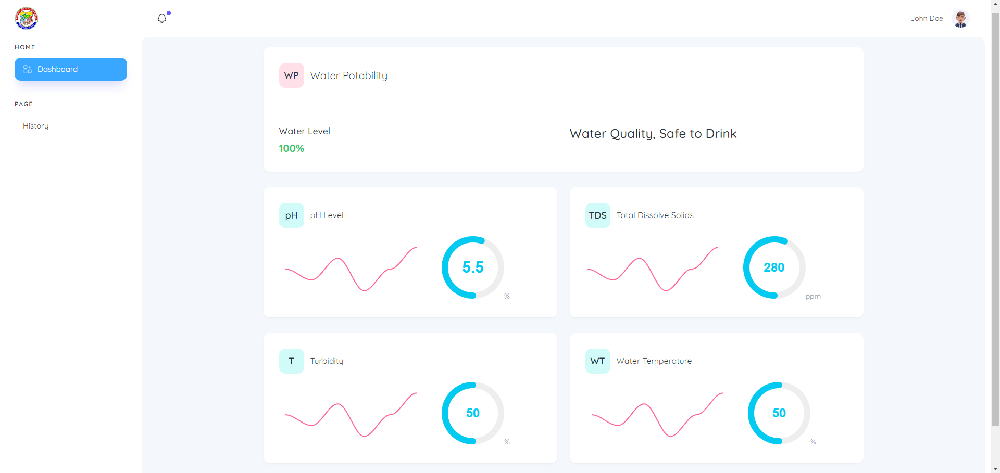 John Doe
HOME
Dashboard
PAGE
History
WP
Water Potability
Water Level
100%
Water Quality, Safe to Drink
pH
pH Level
5.5
%
TDS
Total Dissolve Solids
280
ppm
T
Turbidity
50
%
WT
Water Temperature
50
%